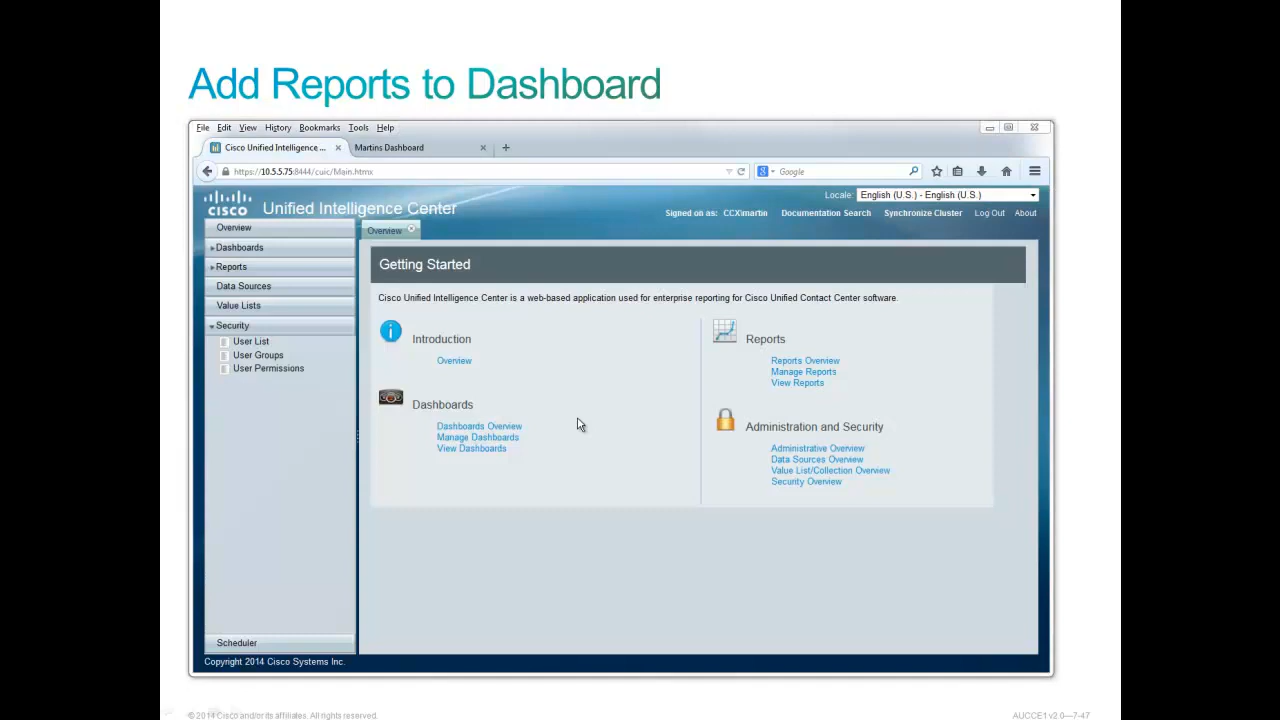 Add Reports to Dashboard
File Edit View History Bookmarks Tools Help
Cisco Unified Intelligence ... × Martins Dashboard × +
https://10.5.5.75:8444/cuic/Main.htmx Google
Locale: English (U.S.) - English (U.S.)
CISCO Unified Intelligence Center
Signed on as: CCX\martin Documentation Search Synchronize Cluster Log Out About
Overview
Dashboards
Reports
Data Sources
Value Lists
Security
User List
User Groups
User Permissions
Scheduler
Overview
Getting Started
Cisco Unified Intelligence Center is a web-based application used for enterprise reporting for Cisco Unified Contact Center software.
Introduction
Overview
Dashboards
Dashboards Overview
Manage Dashboards
View Dashboards
Reports
Reports Overview
Manage Reports
View Reports
Administration and Security
Administrative Overview
Data Sources Overview
Value List/Collection Overview
Security Overview
Copyright 2014 Cisco Systems Inc.
© 2014 Cisco and/or its affiliates. All rights reserved.
AUCCE1 v2.0—7-47